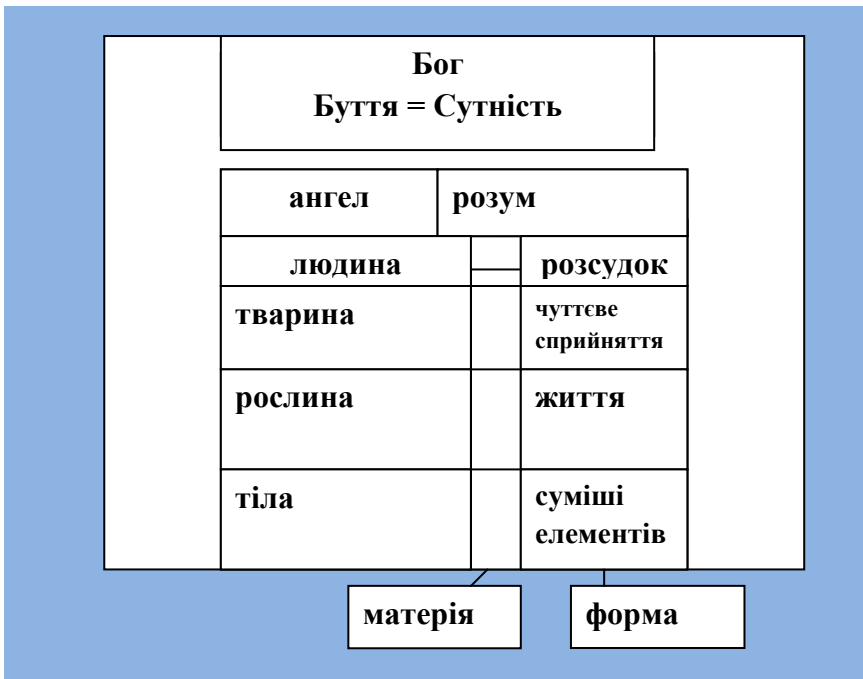 Бог
Буття = Сутність
ангел розум
людина розсудок
тварина чуттєве
сприйняття
рослина життя
тіла суміші
елементів
матерія форма